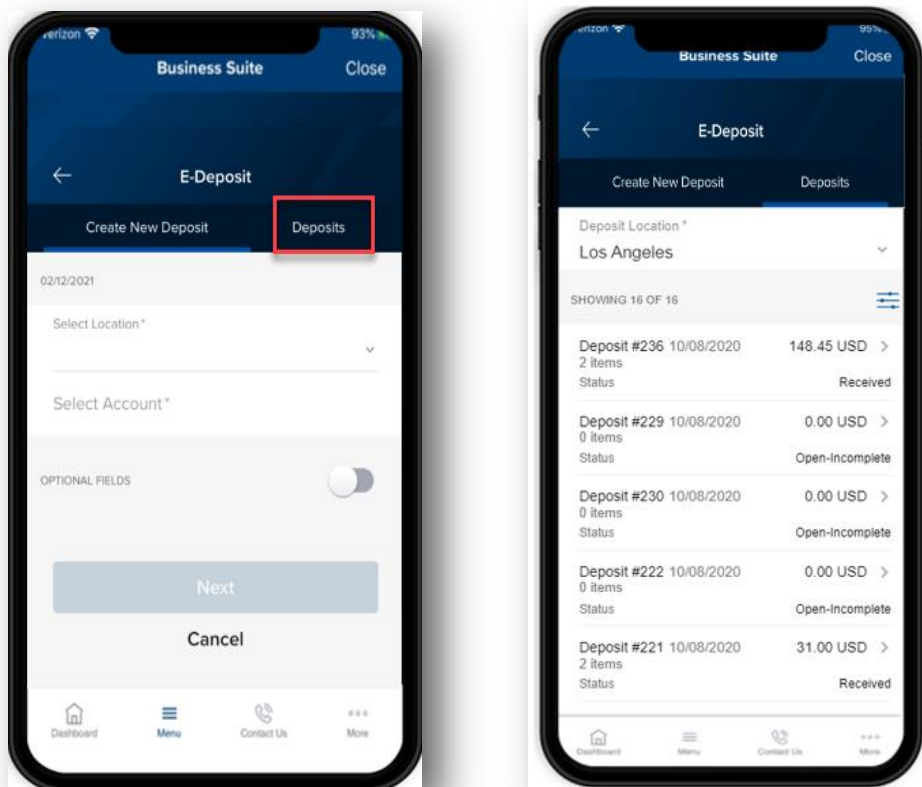 verizon 93%
Business Suite Close
E-Deposit
Create New Deposit Deposits
02/12/2021
Select Location*
Select Account*
OPTIONAL FIELDS
Next
Cancel
Dashboard Menu Contact Us More
verizon 95%
Business Suite Close
E-Deposit
Create New Deposit Deposits
Deposit Location *
Los Angeles
SHOWING 16 OF 16
Deposit #236 10/08/2020 148.45 USD
2 items
Status Received
Deposit #229 10/08/2020 0.00 USD
0 items
Status Open-Incomplete
Deposit #230 10/08/2020 0.00 USD
0 items
Status Open-Incomplete
Deposit #222 10/08/2020 0.00 USD
0 items
Status Open-Incomplete
Deposit #221 10/08/2020 31.00 USD
2 items
Status Received
Dashboard Menu Contact Us More